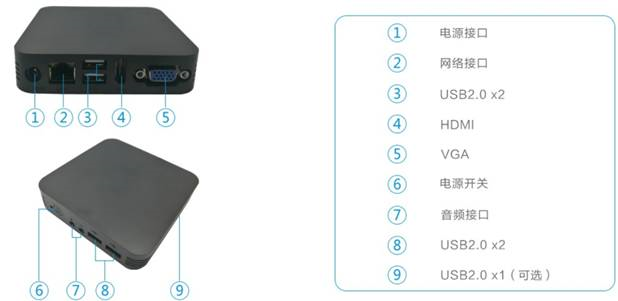 ① ② ③ ④ ⑤
⑥ ⑦ ⑧ ⑨
① 电源接口
② 网络接口
③ USB2.0 x2
④ HDMI
⑤ VGA
⑥ 电源开关
⑦ 音频接口
⑧ USB2.0 x2
⑨ USB2.0 x1（可选）